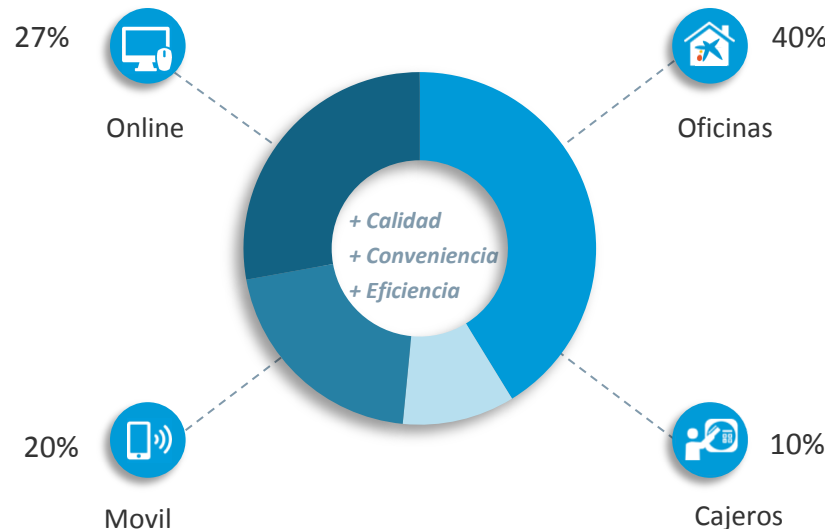 27%
40%
Online
Oficinas
+ Calidad
+ Conveniencia
+ Eficiencia
20%
10%
Movil
Cajeros